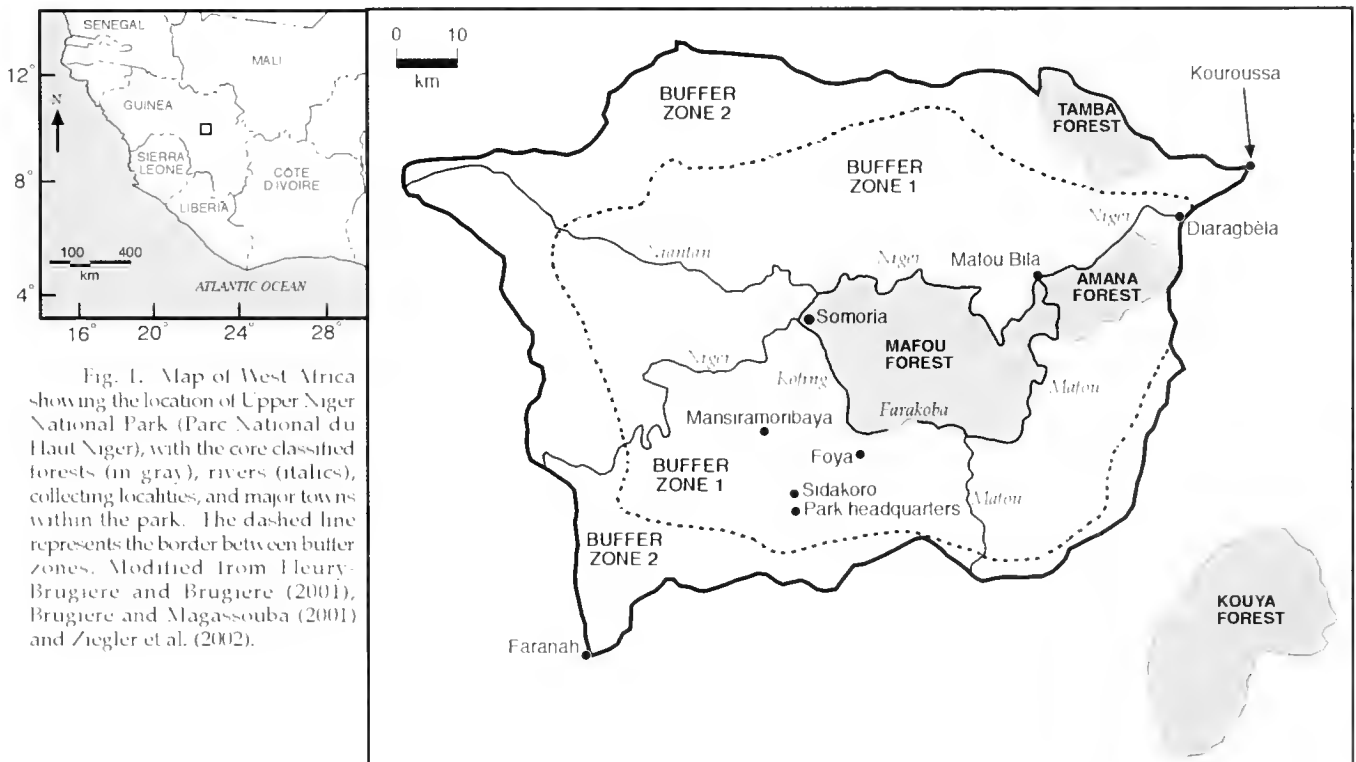 SENEGAL
MALI
12°
N
GUINEA
SIERRA
LEONE
CÔTE
D'IVOIRE
8°
LIBERIA
100 400
km
ATLANTIC OCEAN
4°
16° 20° 24° 28°
Fig. 1. Map of West Africa
showing the location of Upper Niger
National Park (Parc National du
Haut Niger), with the core classified
forests (in gray), rivers (italics),
collecting localities, and major towns
within the park. The dashed line
represents the border between buffer
zones. Modified from Fleury-
Brugiere and Brugiere (2001),
Brugiere and Magassouba (2001)
and Ziegler et al. (2002).
0 10
km
Kouroussa
BUFFER
ZONE 2
TAMBA
FOREST
BUFFER
ZONE 1
Niger
Diaragbèla
Niantan
Niger
Mafou Bila
AMANA
FOREST
Somoria
MAFOU
FOREST
Niger
Koting
Mafou
Farakoba
Mansiramoribaya
Foya
BUFFER
ZONE 1
Mafou
Sidakoro
Park headquarters
BUFFER
ZONE 2
KOUYA
FOREST
Faranah